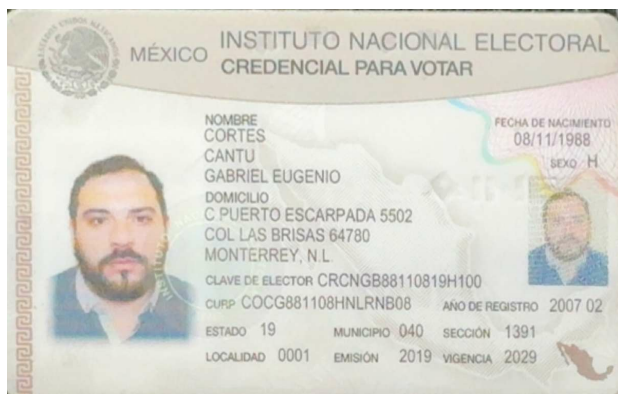 MÉXICO
INSTITUTO NACIONAL ELECTORAL
CREDENCIAL PARA VOTAR
NOMBRE
CORTES
CANTU
GABRIEL EUGENIO
FECHA DE NACIMIENTO
08/11/1988
SEXO H
DOMICILIO
C PUERTO ESCARPADA 5502
COL LAS BRISAS 64780
MONTERREY, N.L.
CLAVE DE ELECTOR CRCNGB88110819H100
CURP COCG881108HNLRNB08 AÑO DE REGISTRO 2007 02
ESTADO 19 MUNICIPIO 040 SECCIÓN 1391
LOCALIDAD 0001 EMISIÓN 2019 VIGENCIA 2029